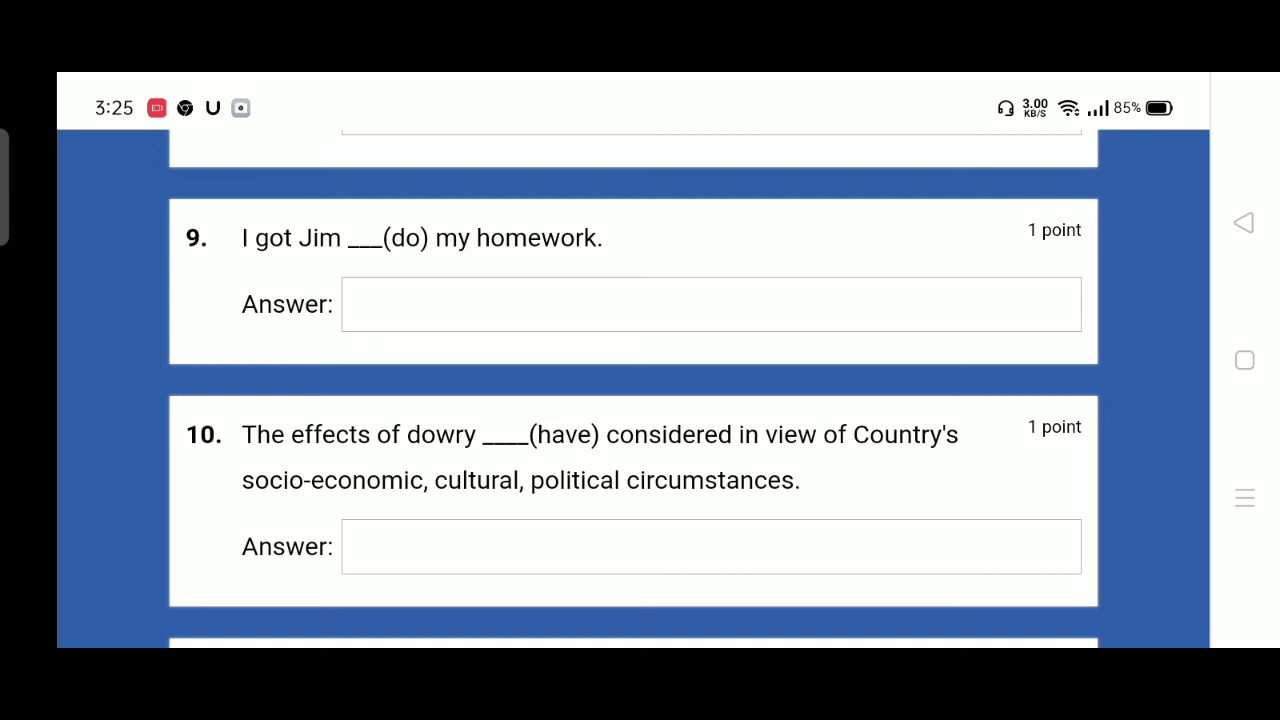 3:25 U 3.00 KB/S 85%
9. I got Jim ___(do) my homework. 1 point
Answer:
10. The effects of dowry ____(have) considered in view of Country's 1 point
socio-economic, cultural, political circumstances.
Answer: